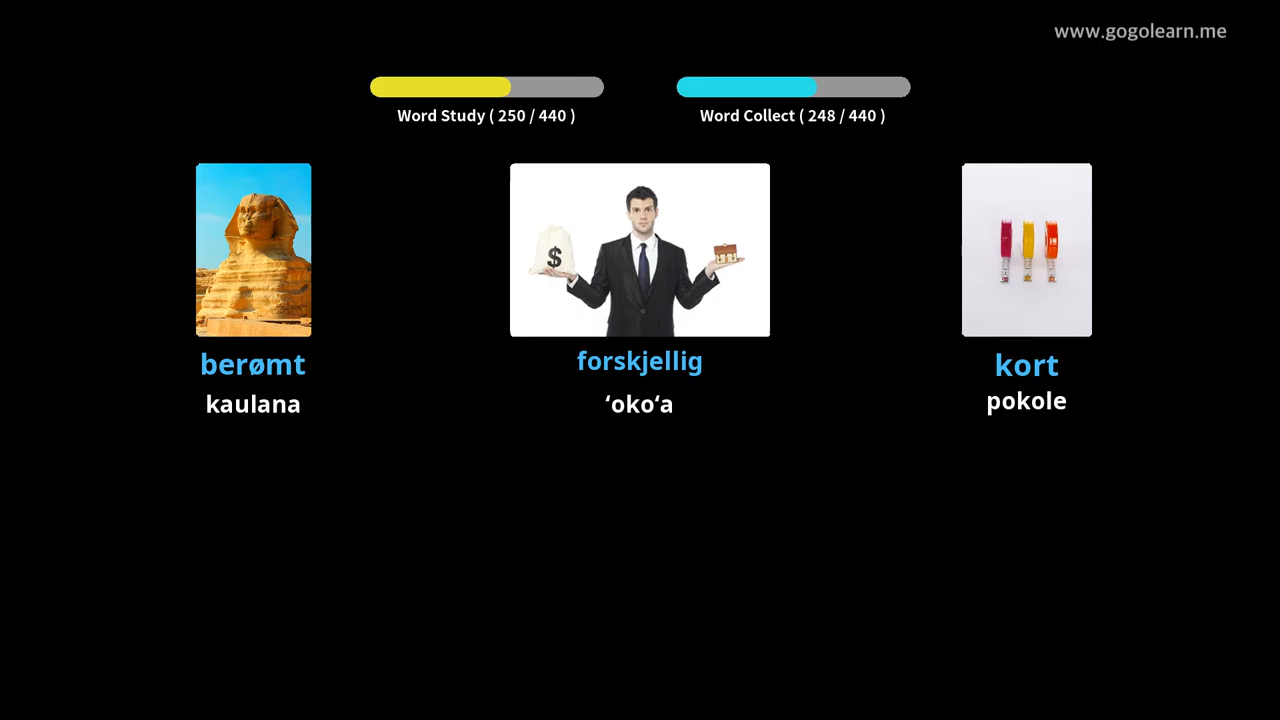 www.gogolearn.me
Word Study ( 250 / 440 )
Word Collect ( 248 / 440 )
$
berømt
forskjellig
kort
kaulana
ʻokoʻa
pokole